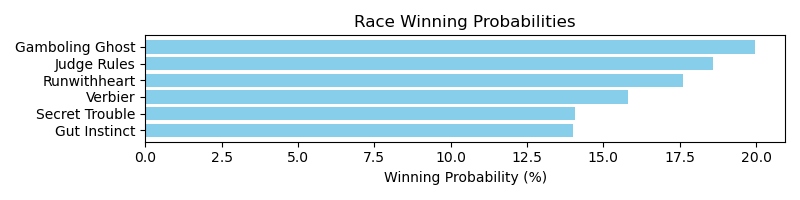 Race Winning Probabilities
Gamboling Ghost
Judge Rules
Runwithheart
Verbier
Secret Trouble
Gut Instinct
0.0 2.5 5.0 7.5 10.0 12.5 15.0 17.5 20.0
Winning Probability (%)